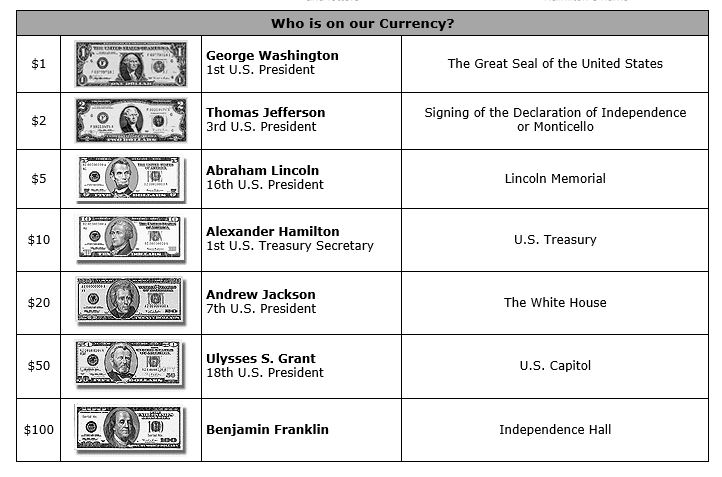 Who is on our Currency?
$1
George Washington
1st U.S. President
The Great Seal of the United States
$2
Thomas Jefferson
3rd U.S. President
Signing of the Declaration of Independence
or Monticello
$5
Abraham Lincoln
16th U.S. President
Lincoln Memorial
$10
Alexander Hamilton
1st U.S. Treasury Secretary
U.S. Treasury
$20
Andrew Jackson
7th U.S. President
The White House
$50
Ulysses S. Grant
18th U.S. President
U.S. Capitol
$100
Benjamin Franklin
Independence Hall